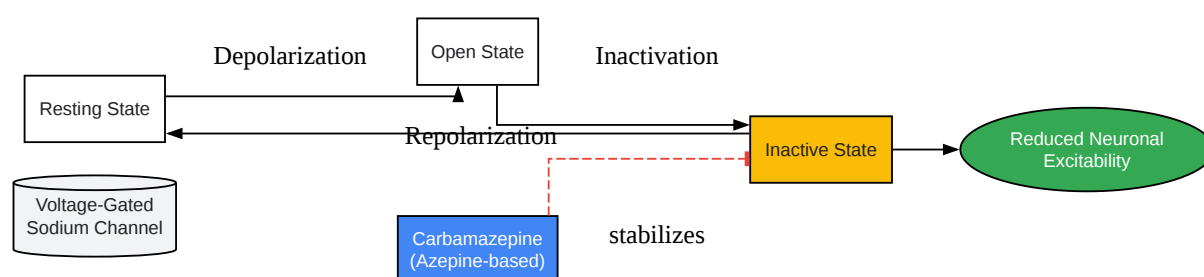 Depolarization
Open State
Inactivation
Resting State
Repolarization
Inactive State
Reduced Neuronal
Excitability
Voltage-Gated
Sodium Channel
Carbamazepine
(Azepine-based)
stabilizes